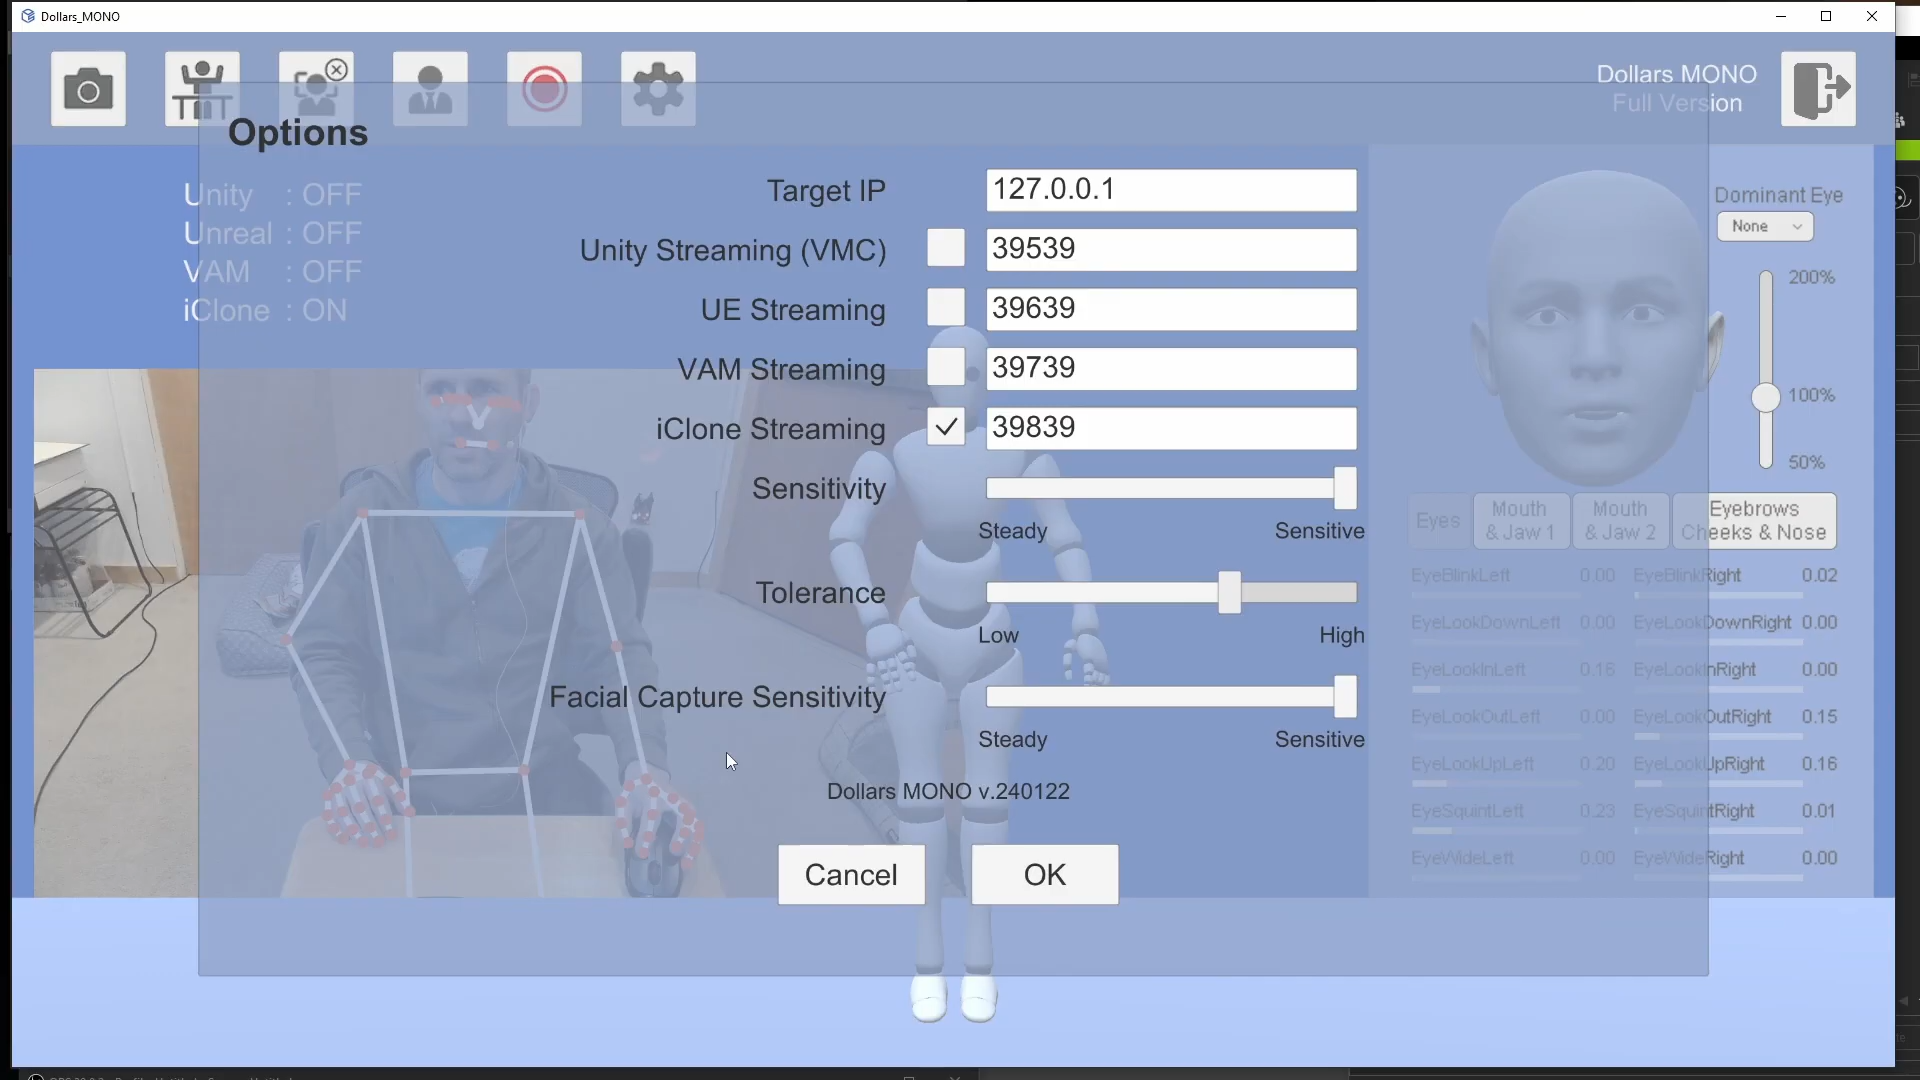 Dollars_MONO
Dollars MONO
Full Version
Options
Unity : OFF
Unreal : OFF
VAM : OFF
iClone : ON
Target IP 127.0.0.1
Unity Streaming (VMC) 39539
UE Streaming 39639
VAM Streaming 39739
iClone Streaming 39839
Sensitivity
Steady Sensitive
Tolerance
Low High
Facial Capture Sensitivity
Steady Sensitive
Dollars MONO v.240122
Cancel OK
Dominant Eye
None
200%
100%
50%
Eyes
Mouth
& Jaw 1
Mouth
& Jaw 2
Eyebrows
Cheeks & Nose
EyeBlinkLeft 0.00 EyeBlinkRight 0.02
EyeLookDownLeft 0.00 EyeLookDownRight 0.00
EyeLookInLeft 0.16 EyeLookInRight 0.00
EyeLookOutLeft 0.00 EyeLookOutRight 0.15
EyeLookUpLeft 0.20 EyeLookUpRight 0.16
EyeSquintLeft 0.23 EyeSquintRight 0.01
EyeWideLeft 0.00 EyeWideRight 0.00